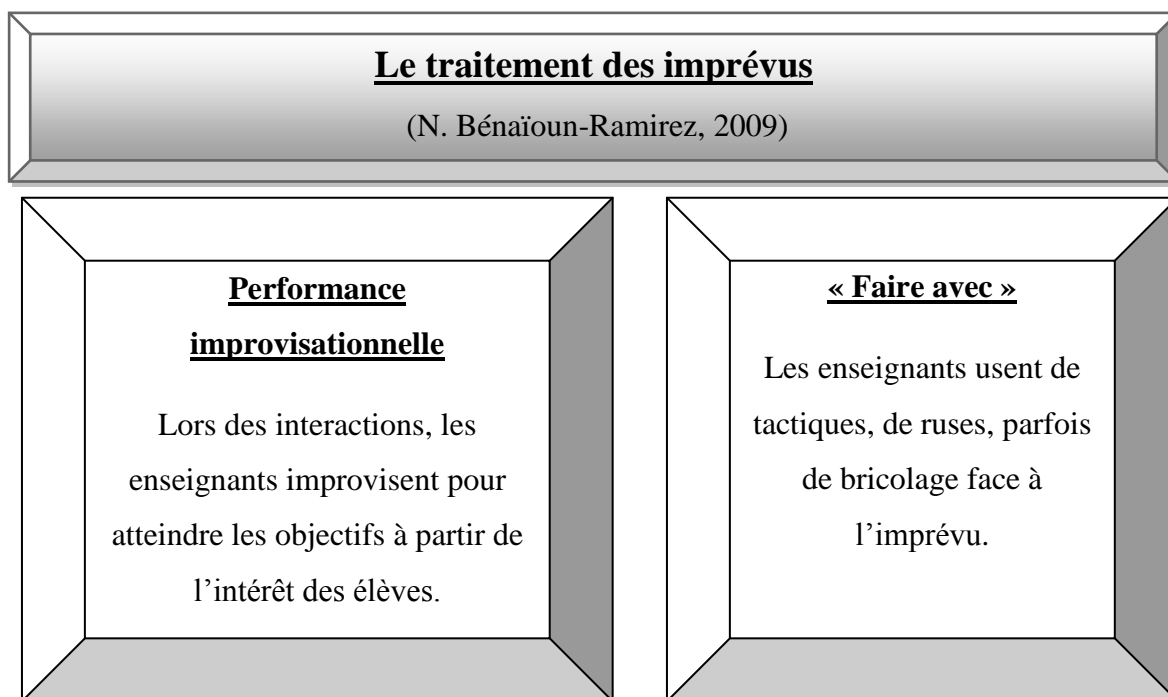 Le traitement des imprévus
(N. Bénaïoun-Ramirez, 2009)
Performance
improvisationnelle
Lors des interactions, les
enseignants improvisent pour
atteindre les objectifs à partir de
l’intérêt des élèves.
« Faire avec »
Les enseignants usent de
tactiques, de ruses, parfois
de bricolage face à
l’imprévu.